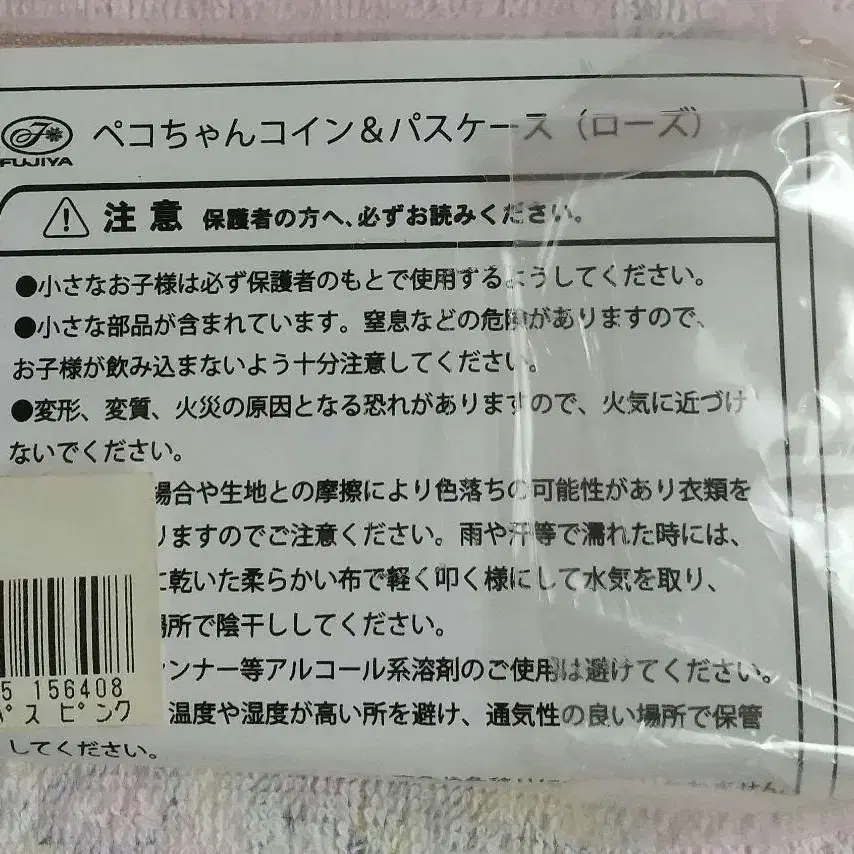 FUJIYA
ペコちゃんコイン&パスケース（ローズ）
注意 保護者の方へ、必ずお読みください。
●小さなお子様は必ず保護者のもとで使用するようしてください。
●小さな部品が含まれています。窒息などの危険がありますので、
お子様が飲み込まないよう十分注意してください。
●変形、変質、火災の原因となる恐れがありますので、火気に近づけ
ないでください。
場合や生地との摩擦により色落ちの可能性があり衣類を
りますのでご注意ください。雨や汗等で濡れた時には、
に乾いた柔らかい布で軽く叩く様にして水気を取り、
場所で陰干ししてください。
ンナー等アルコール系溶剤のご使用は避けてください。
温度や湿度が高い所を避け、通気性の良い場所で保管
してください。
5 156408
パス ピンク